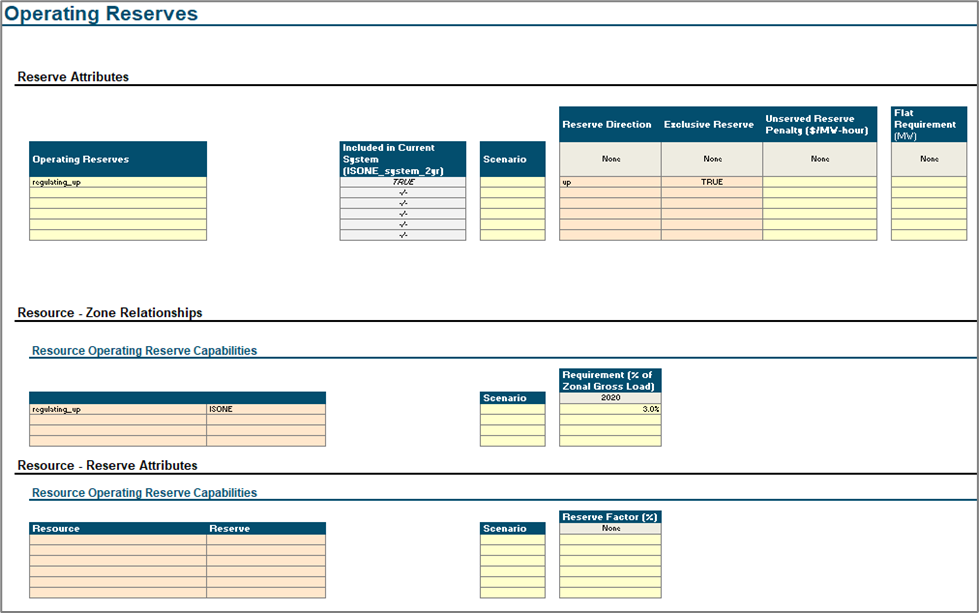 Operating Reserves
Reserve Attributes
Operating Reserves
Included in Current
System
(ISONE_system_2yr)
Scenario
Reserve Direction
Exclusive Reserve
Unserved Reserve
Penalty ($/MW-hour)
Flat
Requirement
(MW)
None
None
None
None
regulating_up
TRUE
up
TRUE
-/-
-/-
-/-
-/-
-/-
Resource - Zone Relationships
Resource Operating Reserve Capabilities
Scenario
Requirement (% of
Zonal Gross Load)
2020
regulating_up
ISONE
3.0%
Resource - Reserve Attributes
Resource Operating Reserve Capabilities
Resource
Reserve
Scenario
Reserve Factor (%)
None